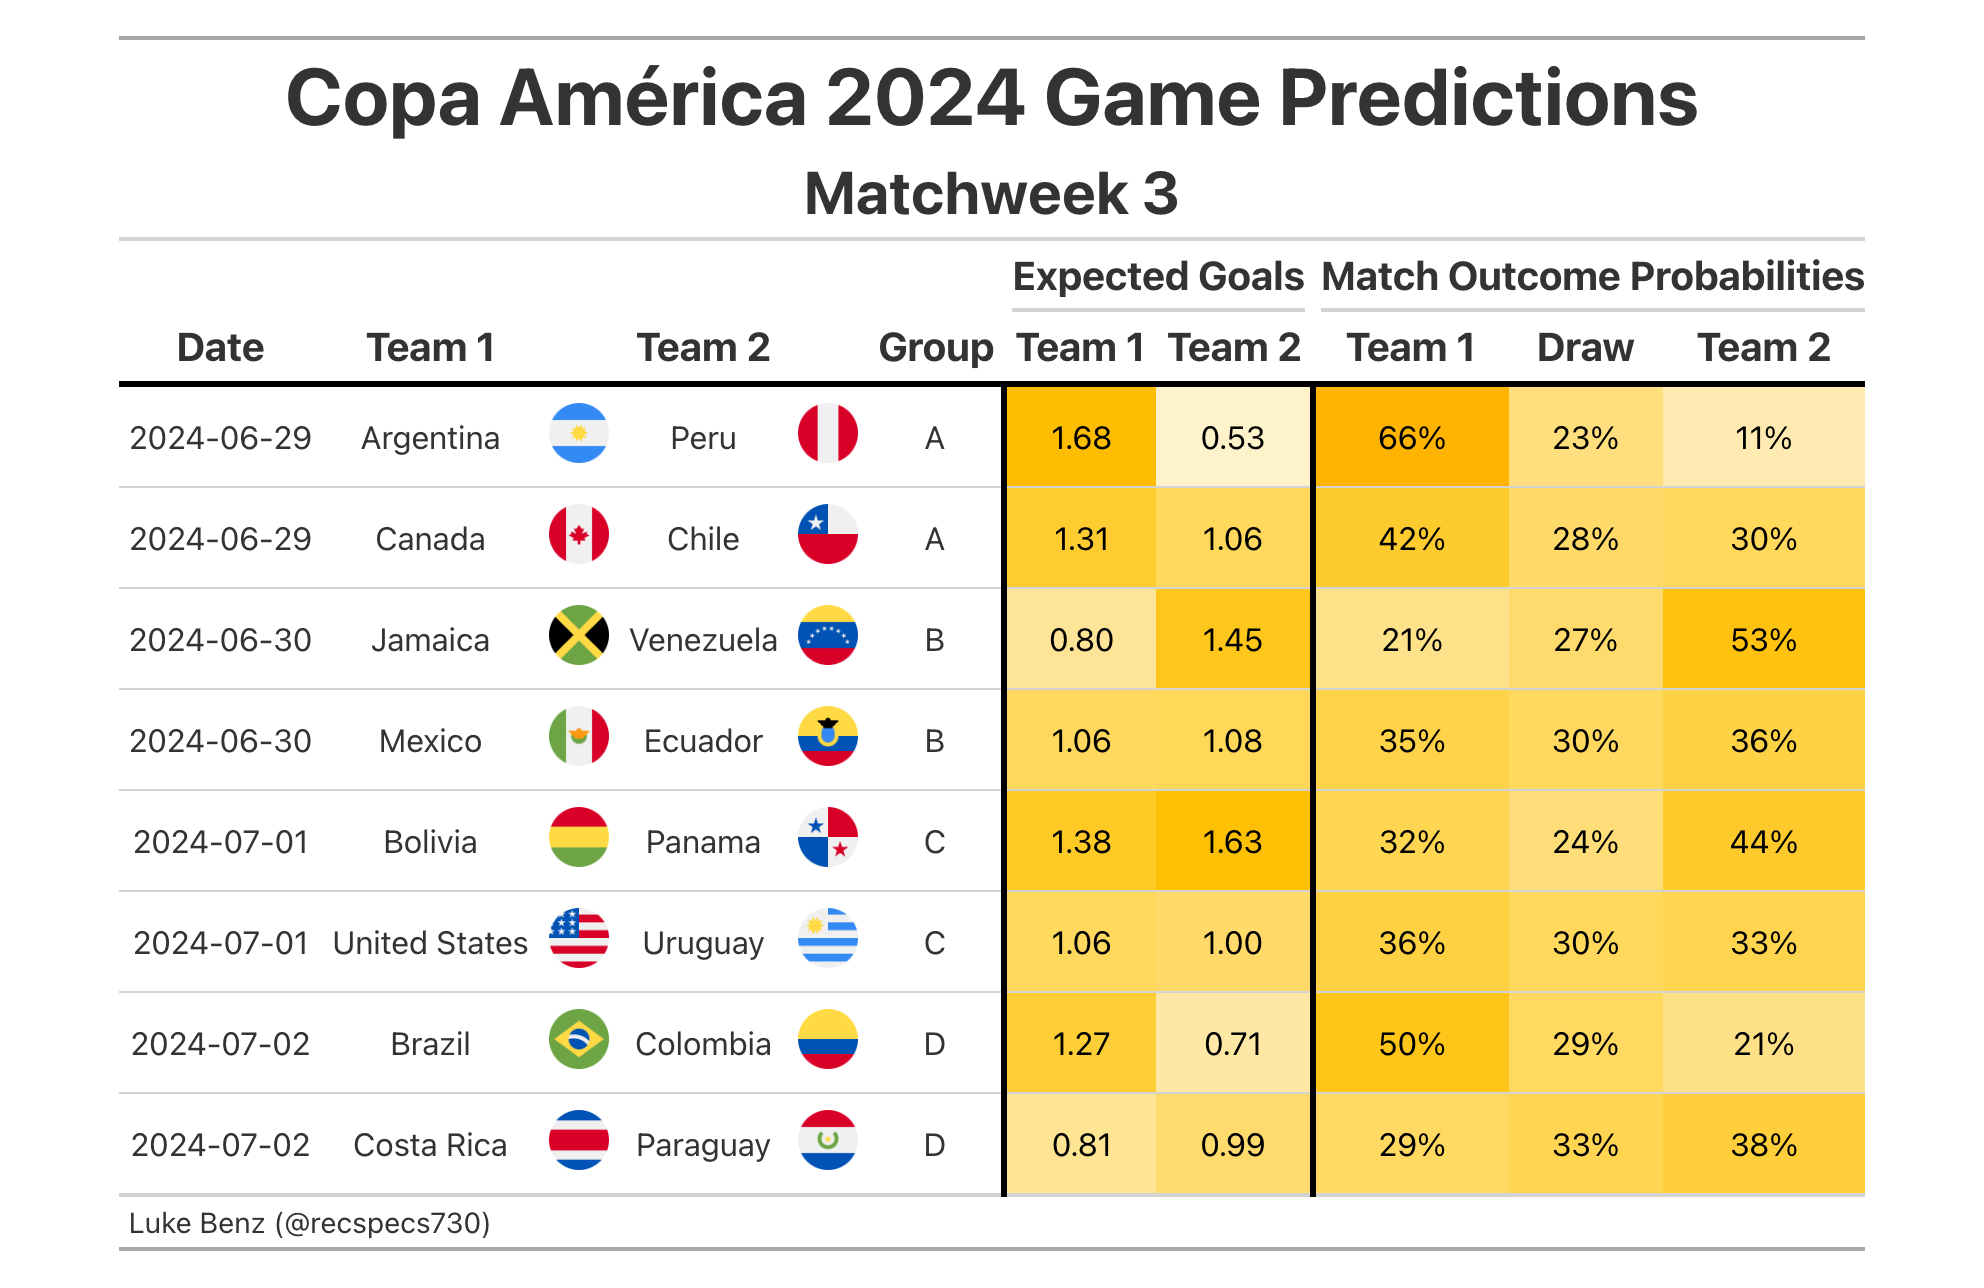 Copa América 2024 Game Predictions
Matchweek 3
Expected Goals Match Outcome Probabilities
Date Team 1 Team 2 Group Team 1 Team 2 Team 1 Draw Team 2
2024-06-29 Argentina Peru A 1.68 0.53 66% 23% 11%
2024-06-29 Canada Chile A 1.31 1.06 42% 28% 30%
2024-06-30 Jamaica Venezuela B 0.80 1.45 21% 27% 53%
2024-06-30 Mexico Ecuador B 1.06 1.08 35% 30% 36%
2024-07-01 Bolivia Panama C 1.38 1.63 32% 24% 44%
2024-07-01 United States Uruguay C 1.06 1.00 36% 30% 33%
2024-07-02 Brazil Colombia D 1.27 0.71 50% 29% 21%
2024-07-02 Costa Rica Paraguay D 0.81 0.99 29% 33% 38%
Luke Benz (@recspecs730)